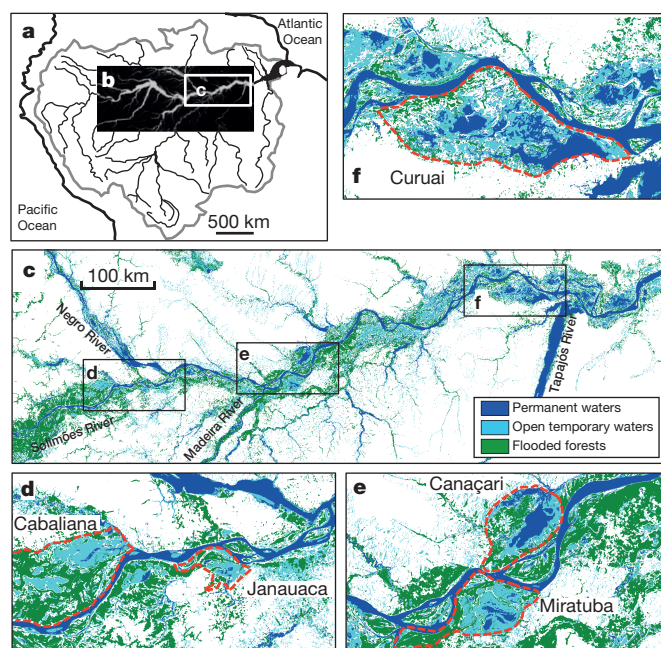 a
Atlantic
Ocean
b
c
Pacific
Ocean
500 km
f
Curuai
c
100 km
Negro River
d
e
f
Solimões River
Madeira River
Tapajos River
Permanent waters
Open temporary waters
Flooded forests
d
Cabaliana
Janauaca
e
Canaçari
Miratuba